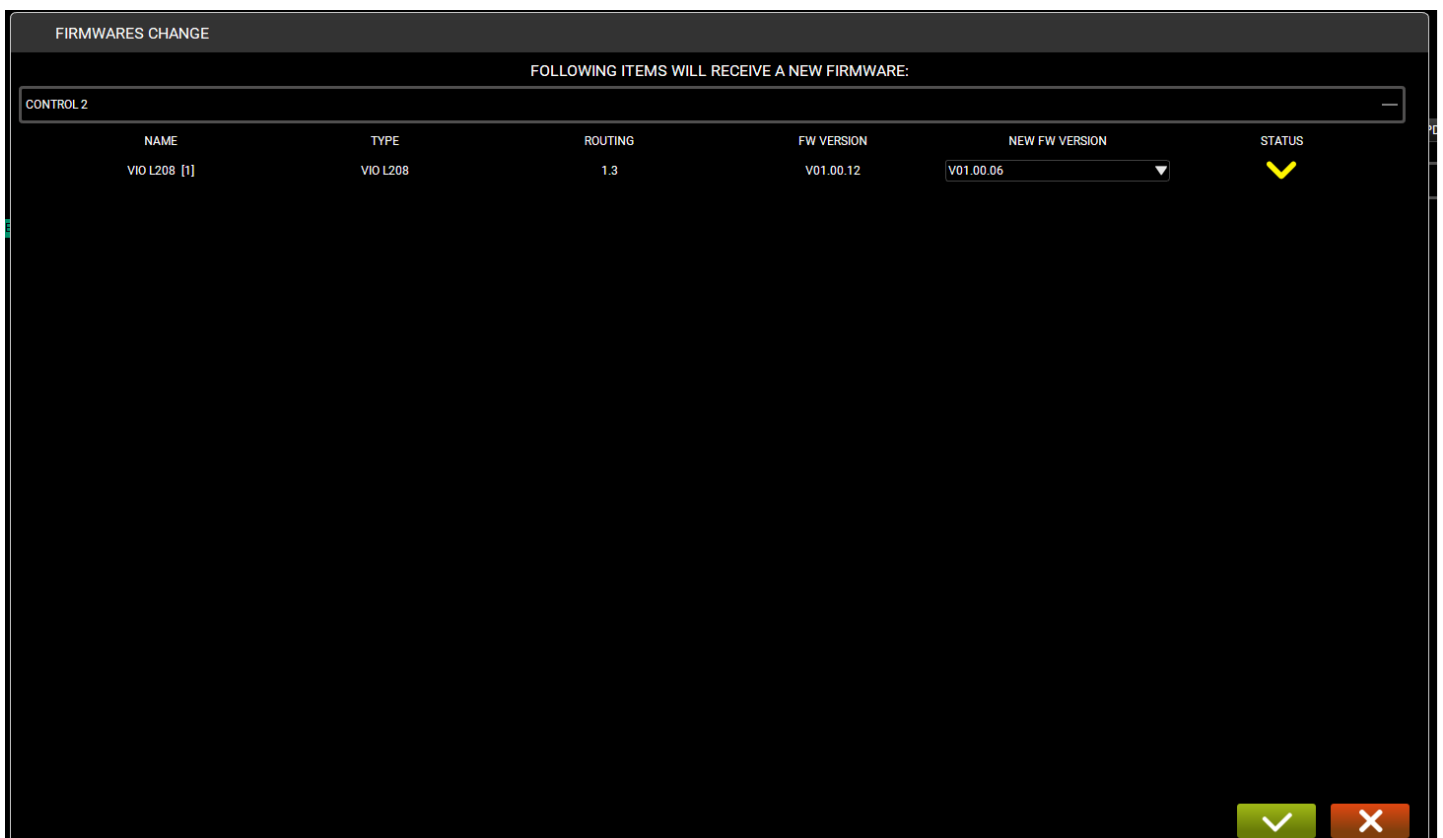 FIRMWARES CHANGE
FOLLOWING ITEMS WILL RECEIVE A NEW FIRMWARE:
CONTROL 2
NAME TYPE ROUTING FW VERSION NEW FW VERSION STATUS
VIO L208 [1] VIO L208 1.3 V01.00.12 V01.00.06